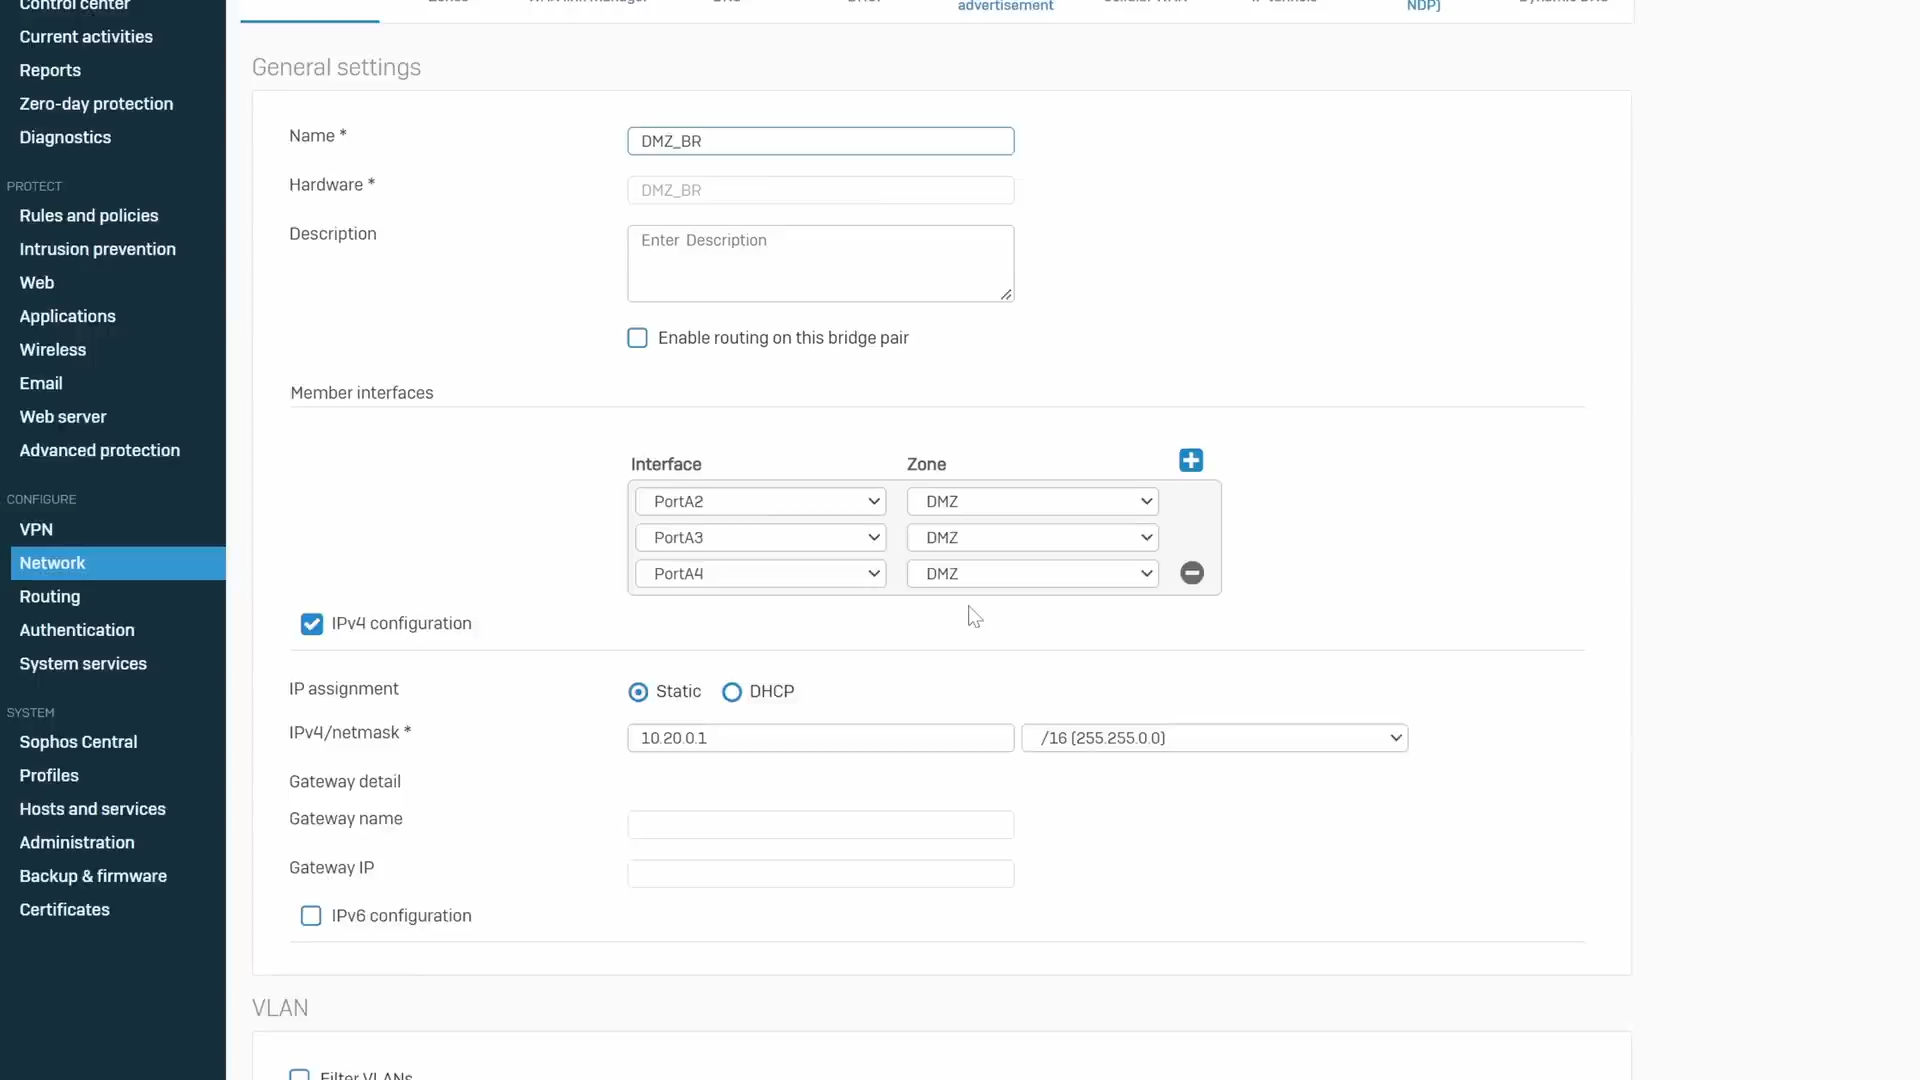 Control center
Current activities
Reports
Zero-day protection
Diagnostics
PROTECT
Rules and policies
Intrusion prevention
Web
Applications
Wireless
Email
Web server
Advanced protection
CONFIGURE
VPN
Network
Routing
Authentication
System services
SYSTEM
Sophos Central
Profiles
Hosts and services
Administration
Backup & firmware
Certificates
advertisement
NDP)
General settings
Name *
DMZ_BR
Hardware *
DMZ_BR
Description
Enter Description
Enable routing on this bridge pair
Member interfaces
Interface Zone
PortA2 DMZ
PortA3 DMZ
PortA4 DMZ
IPv4 configuration
IP assignment
Static DHCP
IPv4/netmask *
10.20.0.1 /16 (255.255.0.0)
Gateway detail
Gateway name
Gateway IP
IPv6 configuration
VLAN
Filter VLANs